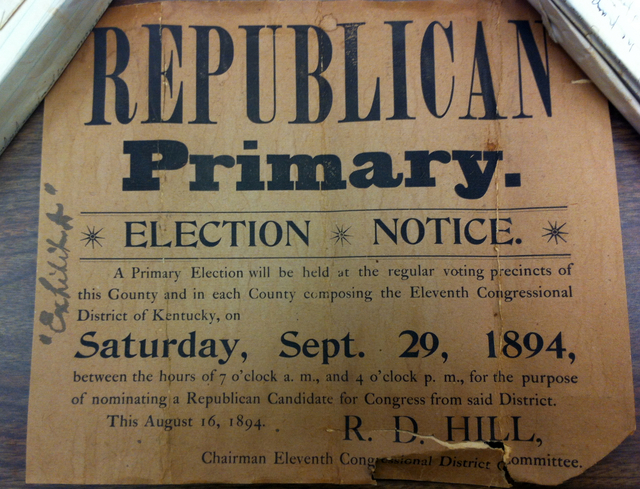 REPUBLICAN
Primary.
ELECTION NOTICE.
A Primary Election will be held at the regular voting precincts of
this Gounty and in each County composing the Eleventh Congressional
District of Kentucky, on
Saturday, Sept. 29, 1894,
between the hours of 7 o'clock a. m., and 4 o'clock p. m., for the purpose
of nominating a Republican Candidate for Congress from said District.
This August 16, 1894.
R. D. HILL,
Chairman Eleventh Congressional District Committee.
"Exhibit A"